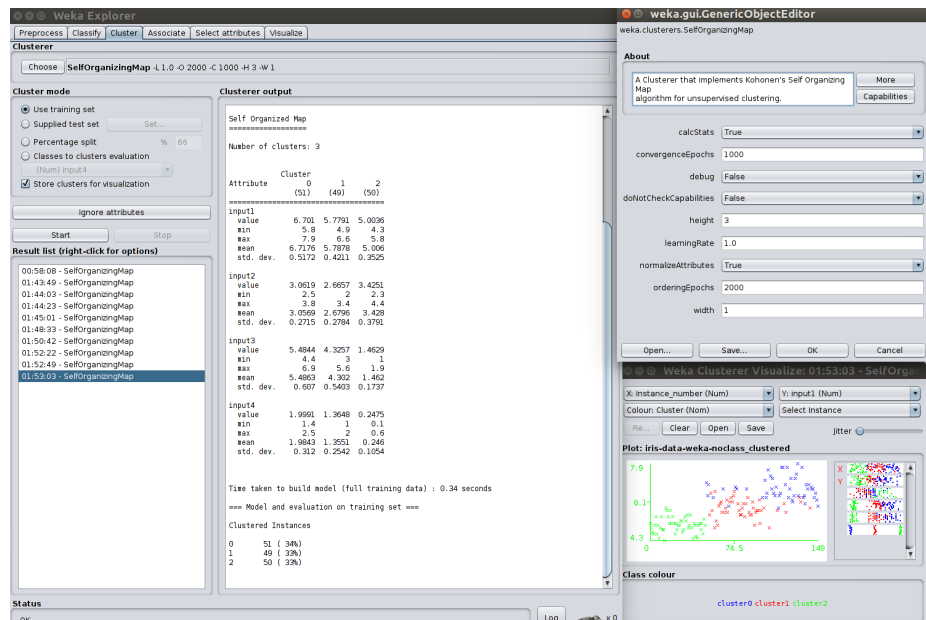 Weka Explorer
Preprocess Classify Cluster Associate Select attributes Visualize
Clusterer
Choose SelfOrganizingMap -L 1.0 -O 2000 -C 1000 -H 3 -W 1
Cluster mode
Use training set
Supplied test set Set...
Percentage split % 66
Classes to clusters evaluation
(Num) input4
Store clusters for visualization
Ignore attributes
Start Stop
Result list (right-click for options)
00:58:08 - SelfOrganizingMap
01:43:49 - SelfOrganizingMap
01:44:03 - SelfOrganizingMap
01:44:23 - SelfOrganizingMap
01:45:01 - SelfOrganizingMap
01:48:33 - SelfOrganizingMap
01:50:42 - SelfOrganizingMap
01:52:22 - SelfOrganizingMap
01:52:49 - SelfOrganizingMap
01:53:03 - SelfOrganizingMap
Clusterer output
Self Organized Map
==================
Number of clusters: 3
Cluster
Attribute 0 1 2
(51) (49) (50)
====================================
input1
value 6.701 5.7791 5.0036
min 5.8 4.9 4.3
max 7.9 6.6 5.8
mean 6.7176 5.7878 5.006
std. dev. 0.5172 0.4211 0.3525
input2
value 3.0619 2.6657 3.4251
min 2.5 2 2.3
max 3.8 3.4 4.4
mean 3.0569 2.6796 3.428
std. dev. 0.2715 0.2784 0.3791
input3
value 5.4844 4.3257 1.4629
min 4.4 3 1
max 6.9 5.6 1.9
mean 5.4863 4.302 1.462
std. dev. 0.607 0.5403 0.1737
input4
value 1.9991 1.3648 0.2475
min 1.4 1 0.1
max 2.5 2 0.6
mean 1.9843 1.3551 0.246
std. dev. 0.312 0.2542 0.1054
Time taken to build model (full training data) : 0.34 seconds
=== Model and evaluation on training set ===
Clustered Instances
0 51 ( 34%)
1 49 ( 33%)
2 50 ( 33%)
Status
OK
Log x 0
weka.gui.GenericObjectEditor
weka.clusterers.SelfOrganizingMap
About
A Clusterer that implements Kohonen's Self Organizing
Map
algorithm for unsupervised clustering.
More
Capabilities
calcStats True
convergenceEpochs 1000
debug False
doNotCheckCapabilities False
height 3
learningRate 1.0
normalizeAttributes True
orderingEpochs 2000
width 1
Open... Save... OK Cancel
Weka Clusterer Visualize: 01:53:03 - SelfOrga
X: Instance_number (Num) Y: input1 (Num)
Colour: Cluster (Nom) Select Instance
Re... Clear Open Save Jitter
Plot: iris-data-weka-noclass_clustered
7.9
6.1
4.3
0 74.5 149
X
Y
Class colour
cluster0 cluster1 cluster2